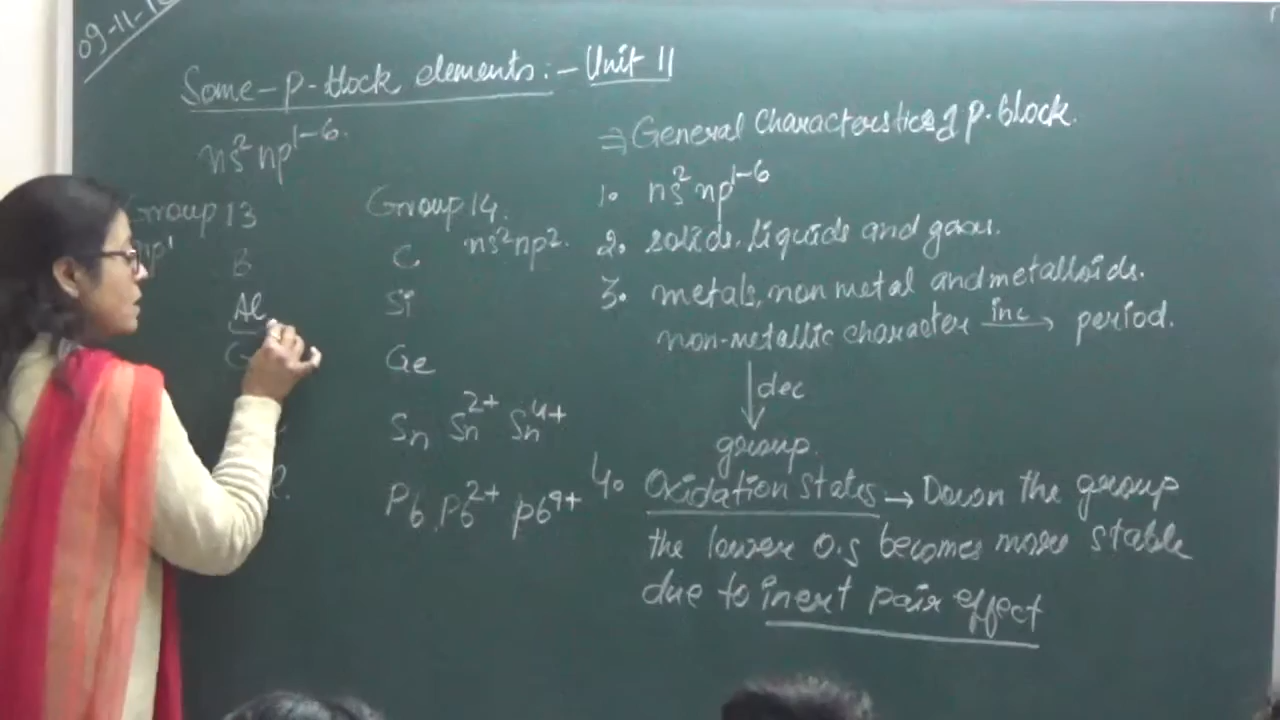 09-11-1
Some-p-block elements:- Unit 11
ns² np¹⁻⁶.
Group 13
np¹
B
Al
G
Group 14.
ns²np².
C
Si
Ge
Sn Sn²⁺ Sn⁴⁺
Pb Pb²⁺ Pb⁴⁺
⇒ General Characteristics of p-block.
1. ns² np¹⁻⁶
2. solids, liquids and gases.
3. metals, non metal and metalloids.
non-metallic character inc → period.
↓ dec
group.
4. Oxidation states → Down the group
the lower o.s becomes more stable
due to inert pair effect